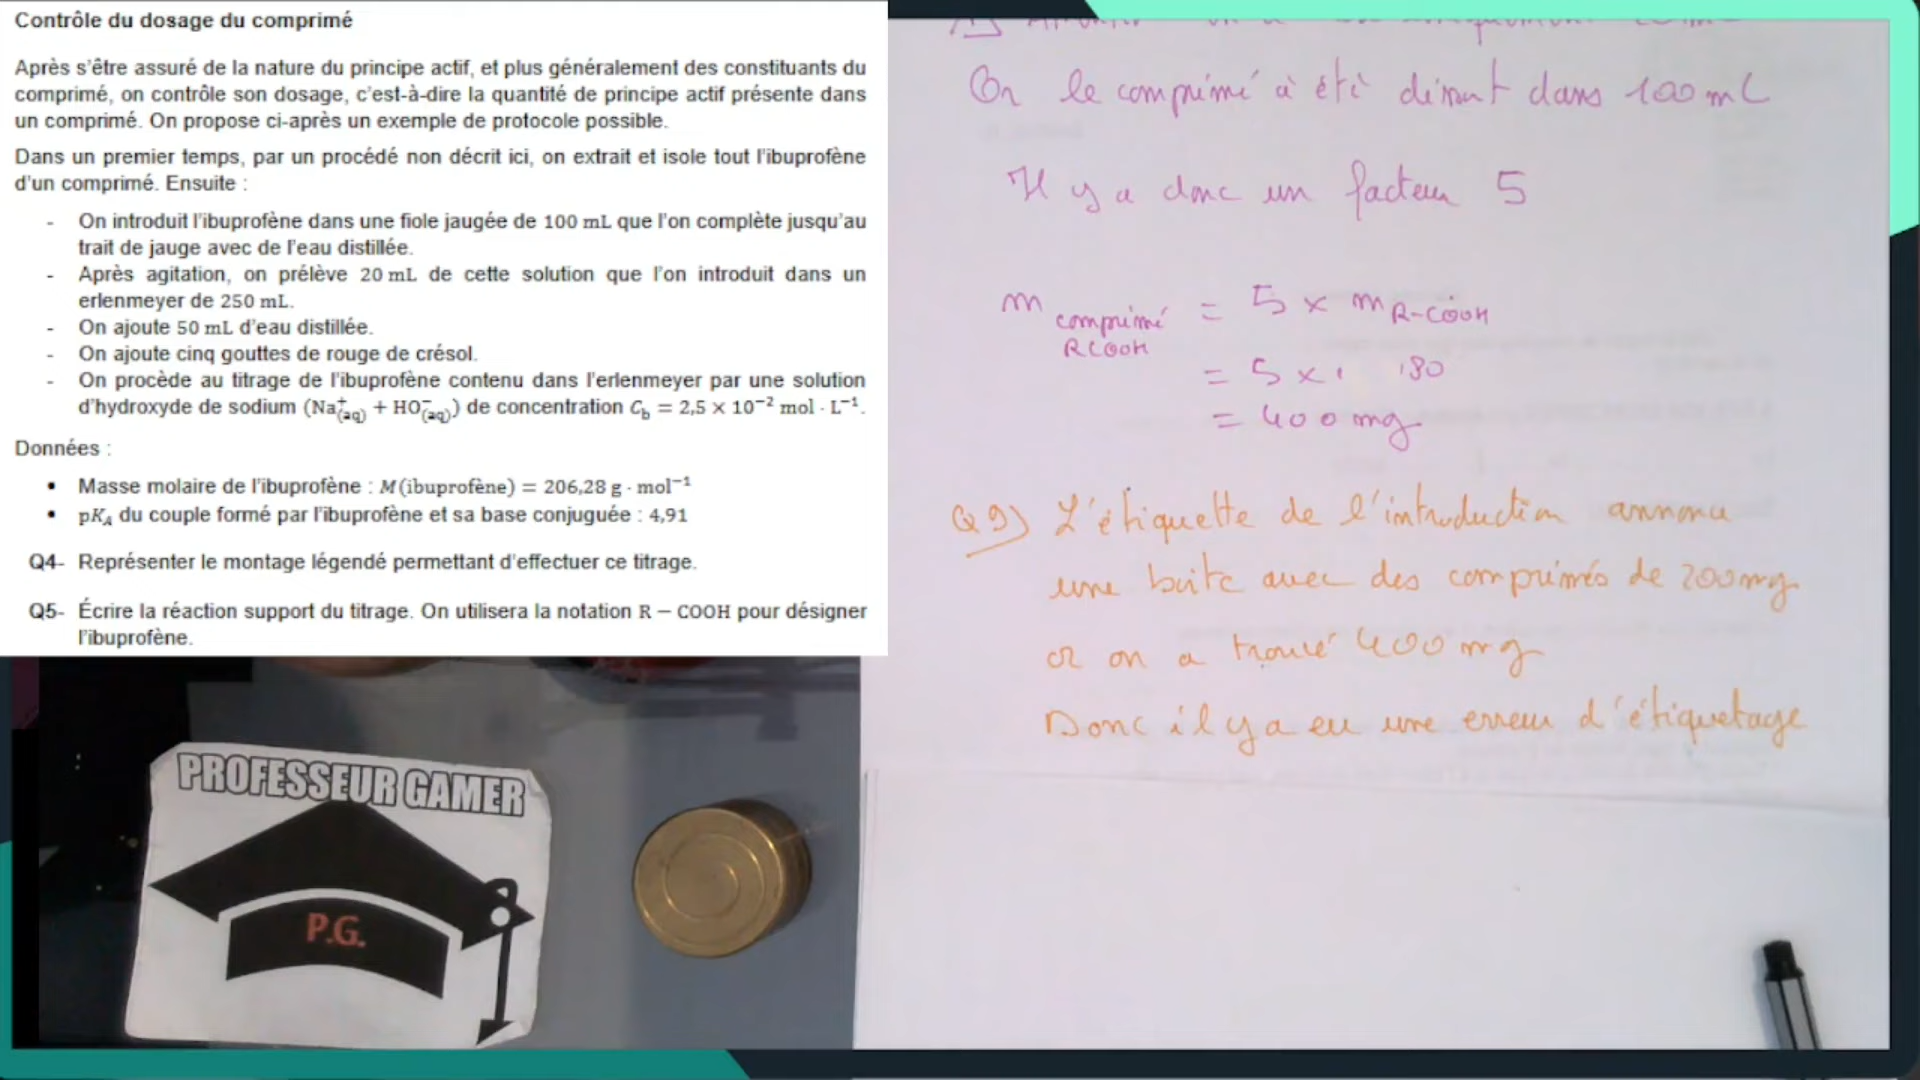 Contrôle du dosage du comprimé
Après s'être assuré de la nature du principe actif, et plus généralement des constituants du
comprimé, on contrôle son dosage, c'est-à-dire la quantité de principe actif présente dans
un comprimé. On propose ci-après un exemple de protocole possible.
Dans un premier temps, par un procédé non décrit ici, on extrait et isole tout l'ibuprofène
d'un comprimé. Ensuite :
- On introduit l'ibuprofène dans une fiole jaugée de 100 mL que l'on complète jusqu'au
trait de jauge avec de l'eau distillée.
- Après agitation, on prélève 20 mL de cette solution que l'on introduit dans un
erlenmeyer de 250 mL.
- On ajoute 50 mL d'eau distillée.
- On ajoute cinq gouttes de rouge de crésol.
- On procède au titrage de l'ibuprofène contenu dans l'erlenmeyer par une solution
d'hydroxyde de sodium (Na⁺(aq) + HO⁻(aq)) de concentration C_b = 2,5 × 10⁻² mol · L⁻¹.
Données :
• Masse molaire de l'ibuprofène : M(ibuprofène) = 206,28 g · mol⁻¹
• pK_A du couple formé par l'ibuprofène et sa base conjuguée : 4,91
Q4- Représenter le montage légendé permettant d'effectuer ce titrage.
Q5- Écrire la réaction support du titrage. On utilisera la notation R − COOH pour désigner
l'ibuprofène.
PROFESSEUR GAMER
P.G.
Or le comprimé à été dissout dans 100 mL
Il y a donc un facteur 5
m comprimé RCOOH = 5 × m R-COOH
= 5 × 80
= 400 mg
Q9) L'étiquette de l'introduction annonce
une boite avec des comprimés de 200mg
or on a trouvé 400 mg
Donc il y a eu une erreur d'étiquetage